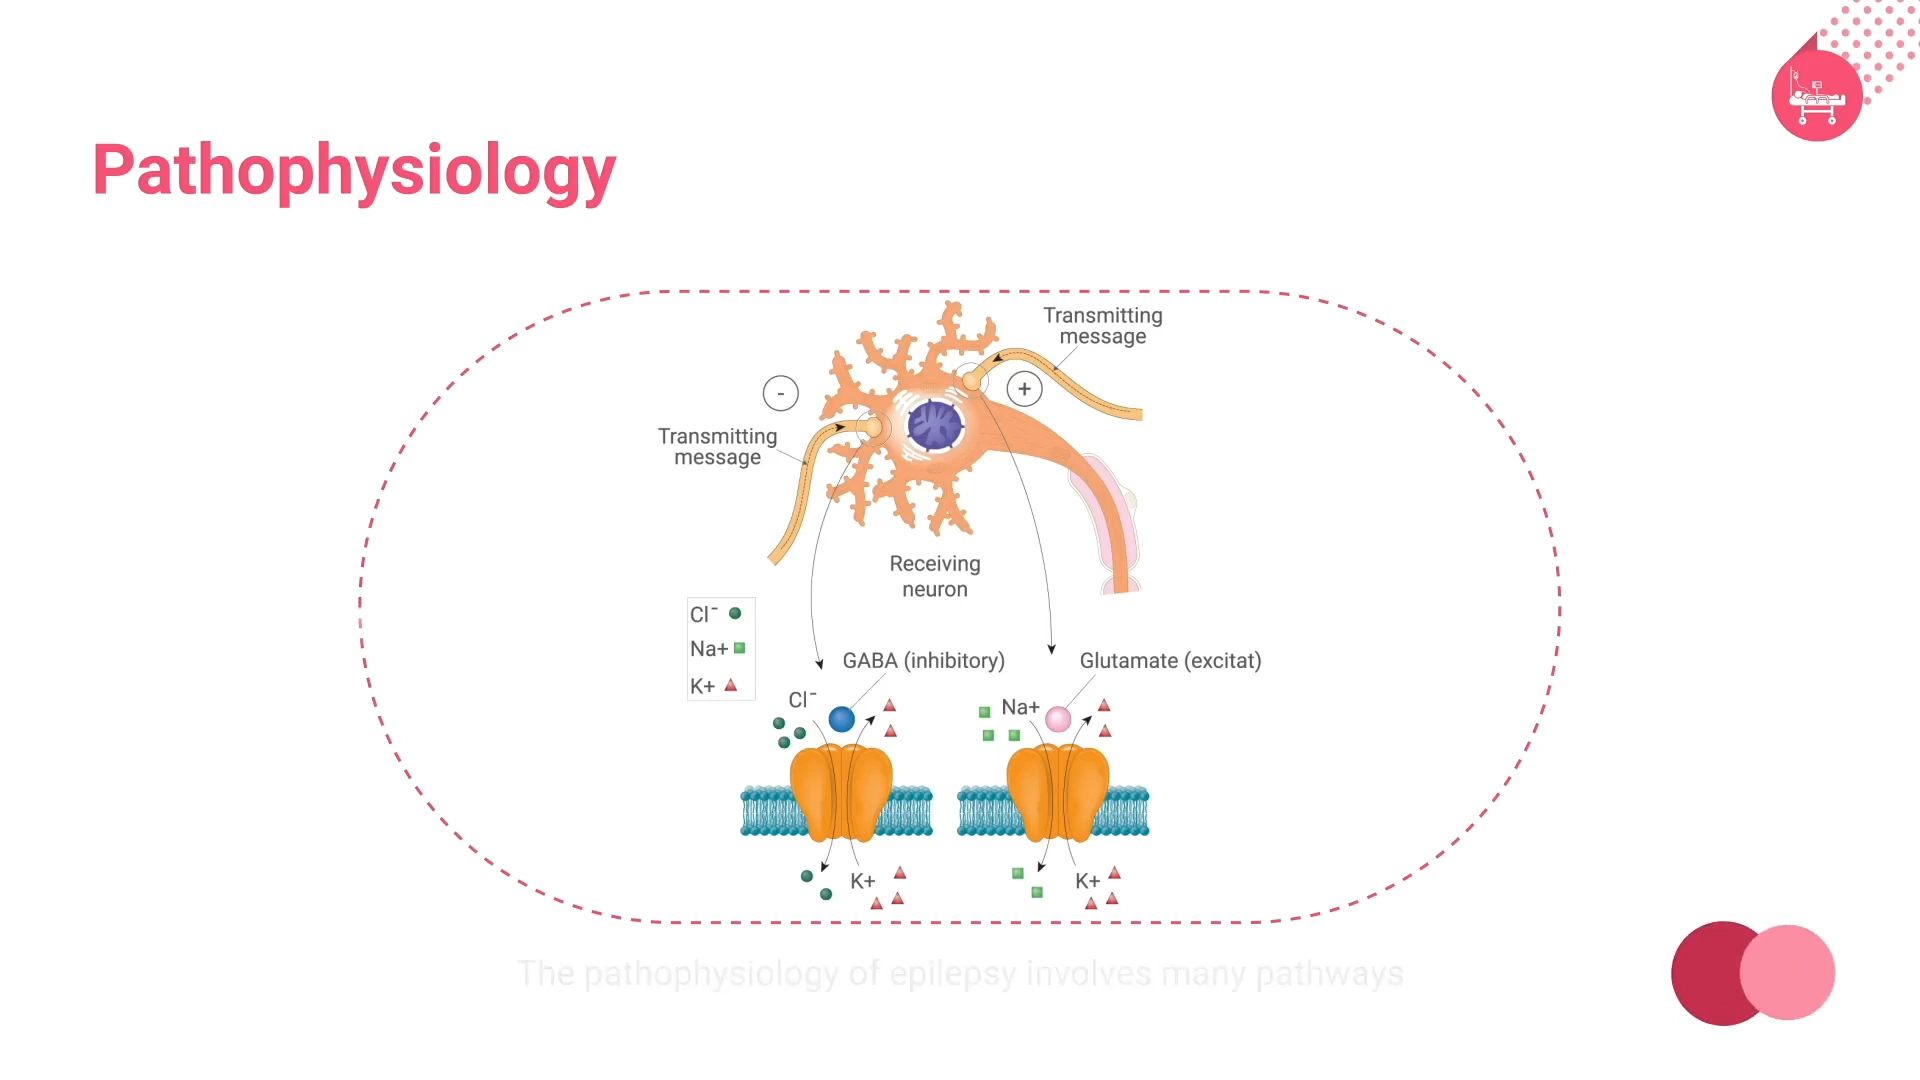 Pathophysiology
Transmitting
message
+
-
Transmitting
message
Receiving
neuron
Cl⁻
Na+
K+
GABA (inhibitory)
Glutamate (excitat)
Cl⁻
Na+
K+
K+
The pathophysiology of epilepsy involves many pathways